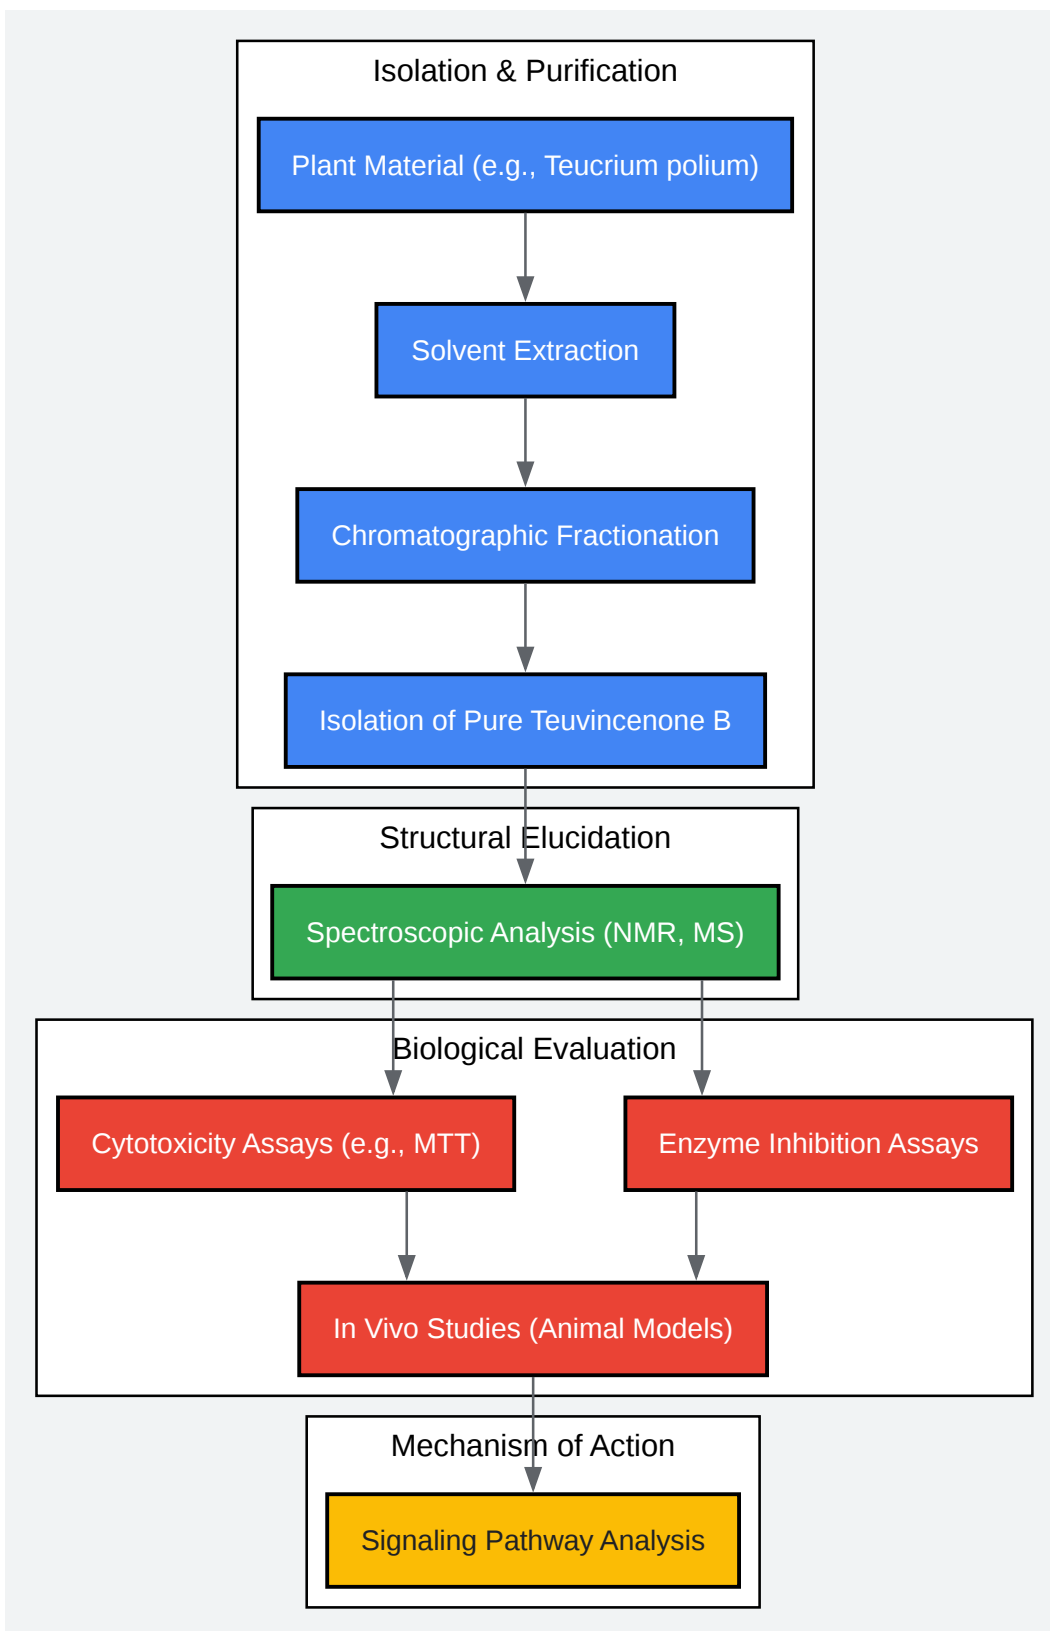 Isolation & Purification
Plant Material (e.g., Teucrium polium)
Solvent Extraction
Chromatographic Fractionation
Isolation of Pure Teuvincenone B
Structural Elucidation
Spectroscopic Analysis (NMR, MS)
Biological Evaluation
Cytotoxicity Assays (e.g., MTT)
Enzyme Inhibition Assays
In Vivo Studies (Animal Models)
Mechanism of Action
Signaling Pathway Analysis